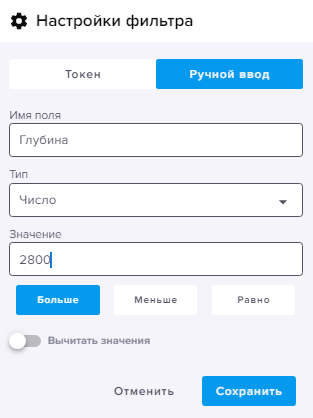 Настройки фильтра
Токен
Ручной ввод
Имя поля
Глубина
Тип
Число
Значение
2800
Больше
Меньше
Равно
Вычитать значения
Отменить
Сохранить